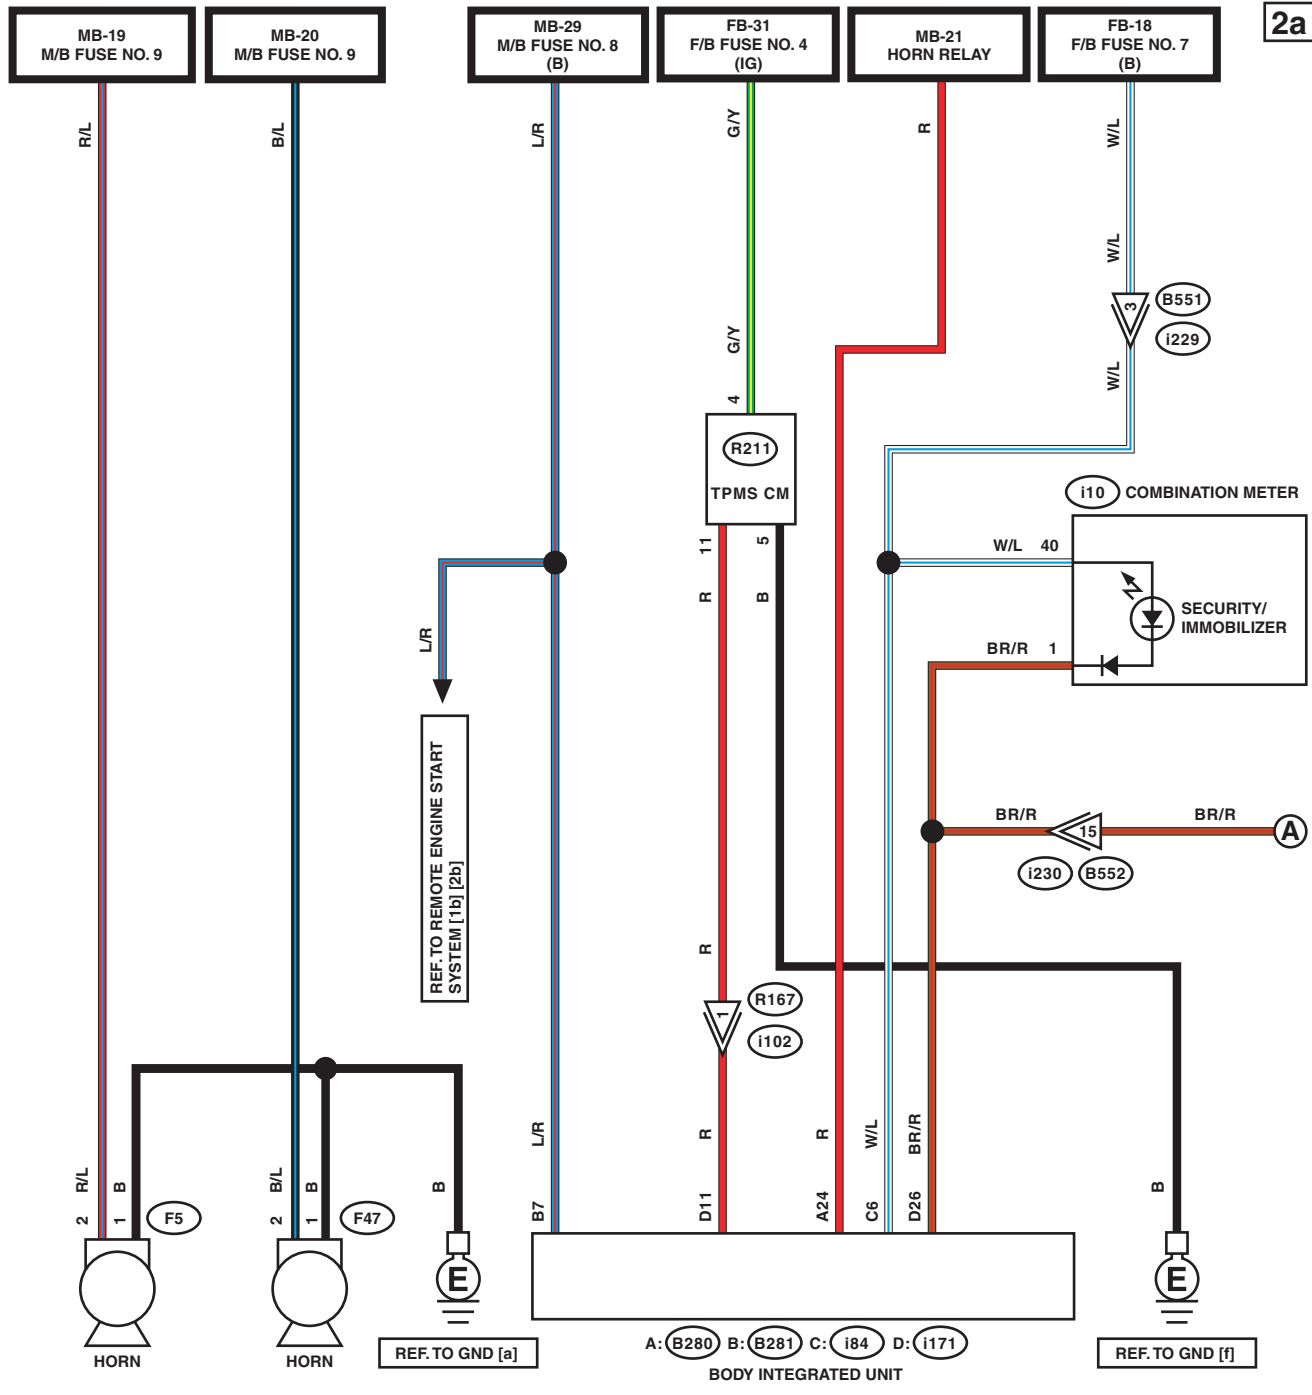 MB-19
M/B FUSE NO. 9
MB-20
M/B FUSE NO. 9
MB-29
M/B FUSE NO. 8
(B)
FB-31
F/B FUSE NO. 4
(IG)
MB-21
HORN RELAY
FB-18
F/B FUSE NO. 7
(B)
2a
R/L
B/L
L/R
G/Y
R
W/L
W/L
3
B551
i229
G/Y
W/L
4
R211
TPMS CM
i10
COMBINATION METER
11
5
W/L
40
R
B
SECURITY/
IMMOBILIZER
L/R
BR/R
1
REF. TO REMOTE ENGINE START
SYSTEM [1b] [2b]
BR/R
15
BR/R
A
i230
B552
R
1
R167
i102
L/R
R
R
W/L
BR/R
R/L
B
B/L
B
B
B
2
1
F5
2
1
F47
B7
D11
A24
C6
D26
E
E
HORN
HORN
REF. TO GND [a]
A: B280 B: B281 C: i84 D: i171
BODY INTEGRATED UNIT
REF. TO GND [f]